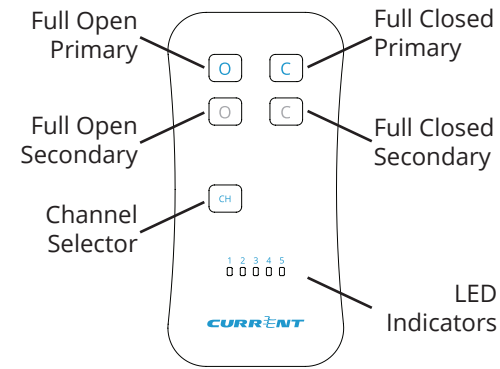 Full Open
Primary
Full Closed
Primary
O
C
O
C
Full Open
Secondary
Full Closed
Secondary
CH
Channel
Selector
1 2 3 4 5
LED
Indicators
CURRENT